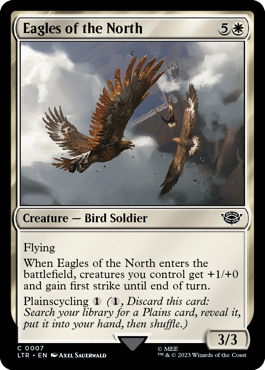 Eagles of the North 5
Creature — Bird Soldier
Flying
When Eagles of the North enters the
battlefield, creatures you control get +1/+0
and gain first strike until end of turn.
Plainscycling 1 (1, Discard this card:
Search your library for a Plains card, reveal it,
put it into your hand, then shuffle.)
3/3
C 0007
LTR • EN AXEL SAUERWALD
© MEE
™ & © 2023 Wizards of the Coast